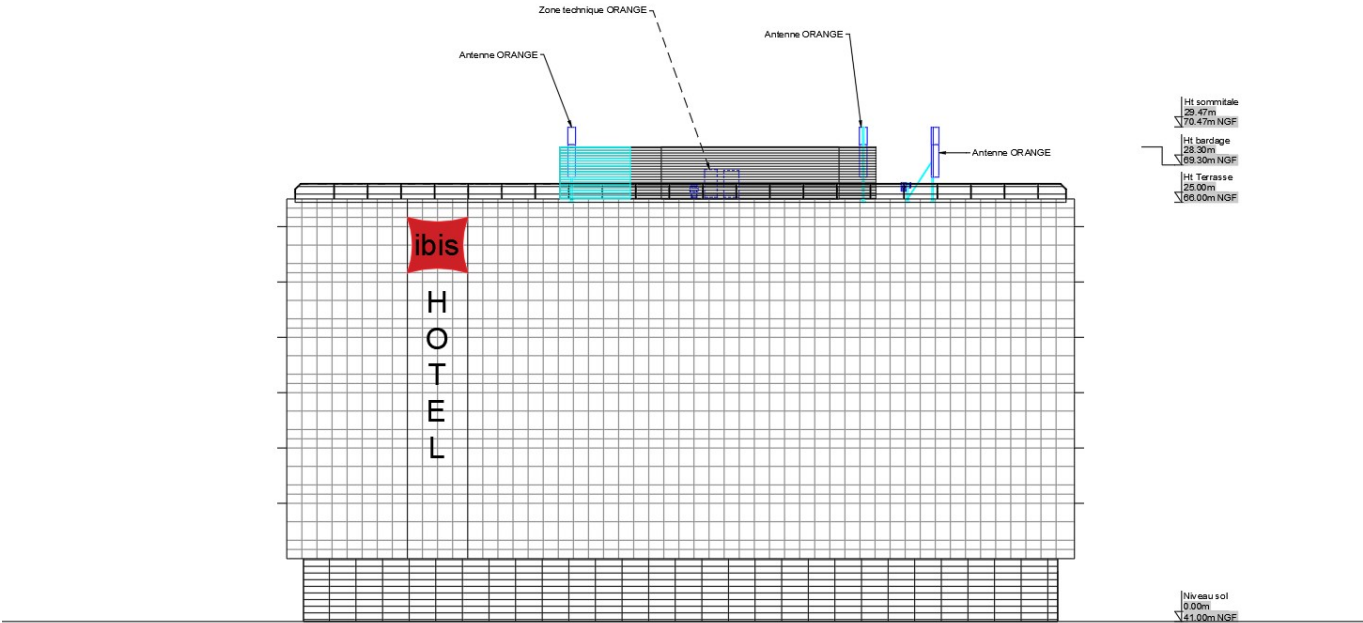 Zone technique ORANGE
Antenne ORANGE
Antenne ORANGE
Ht sommitale
29.47m
70.47m NGF
Ht bardage
28.30m
69.30m NGF
Antenne ORANGE
Ht Terrasse
25.00m
66.00m NGF
ibis
H
O
T
E
L
Niveau sol
0.00m
41.00m NGF